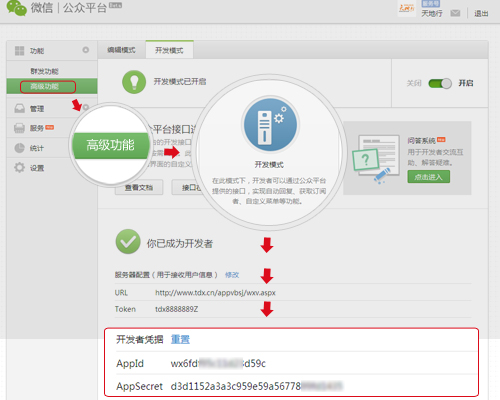 微信 | 公众平台 Beta
服务号
天地行
退出
功能
编辑模式 开发模式
群发功能
高级功能
开发模式已开启
关闭 开启
管理
服务
统计
设置
高级功能
平台接口
查看文档
开发模式
在此模式下，开发者可以通过公众平台
提供的接口，实现自动回复、获取订阅
者、自定义菜单等功能。
问答系统
用于开发者交流互
助、解答疑难。
点击进入
你已成为开发者
服务器配置（用于接收用户信息） 修改
URL http://www.tdx.cn/appvbsj/wxv.aspx
Token tdx8888889Z
开发者凭据 重置
AppId wx6fd d59c
AppSecret d3d1152a3a3c959e59a56778